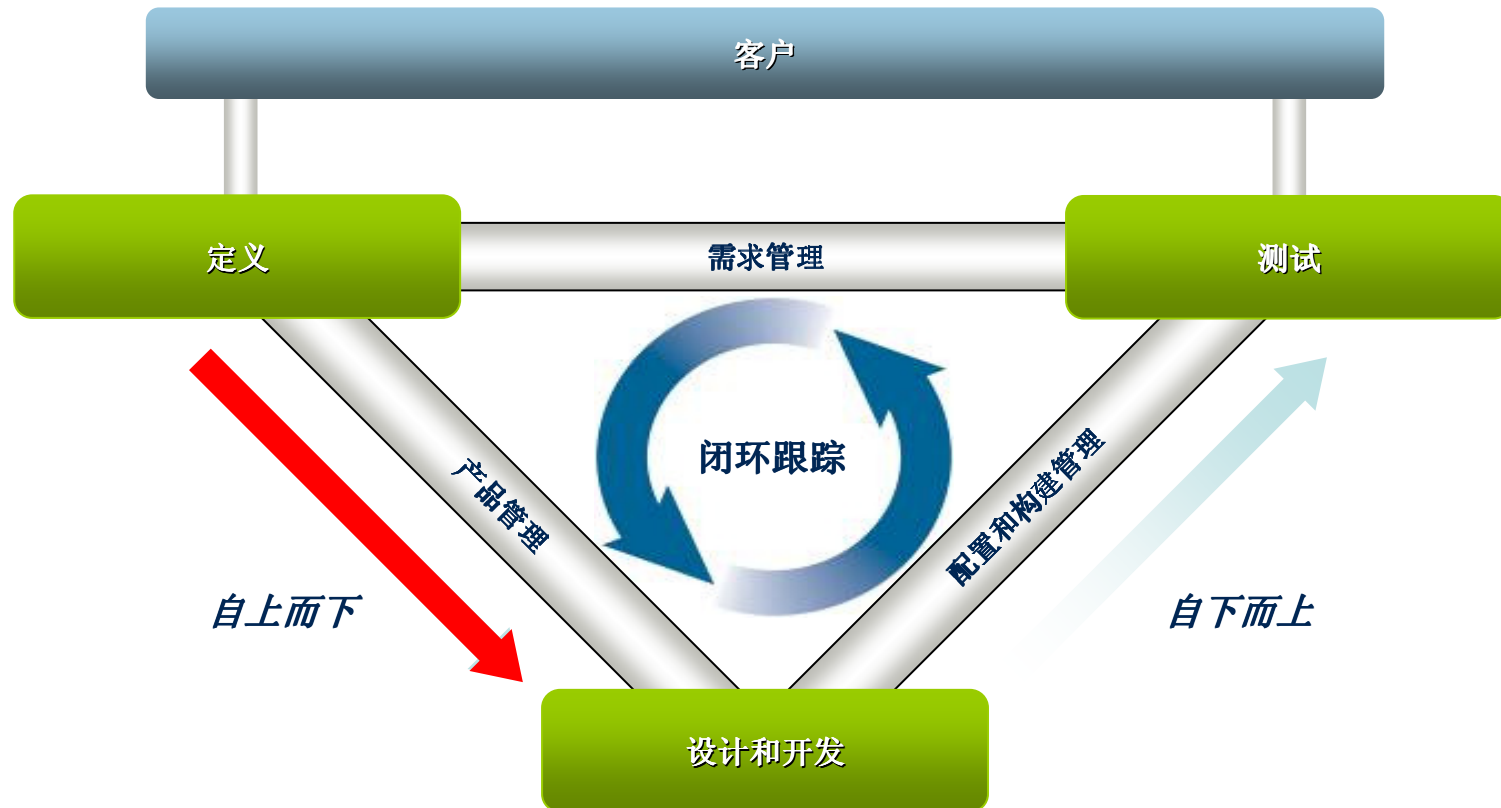 客户
定义
需求管理
测试
闭环跟踪
产品管理
配置和构建管理
自上而下
自下而上
设计和开发